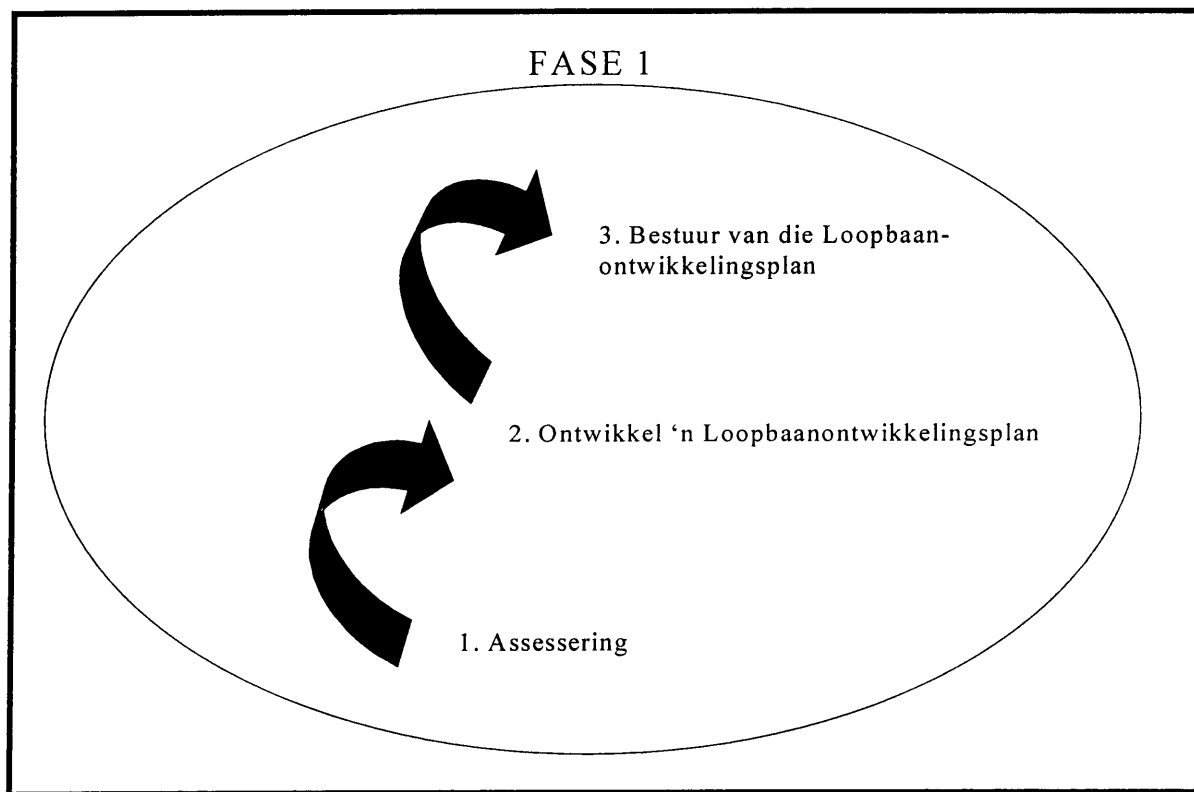 FASE 1
3. Bestuur van die Loopbaan-
ontwikkelingsplan
2. Ontwikkel ‘n Loopbaanontwikkelingsplan
1. Assessering